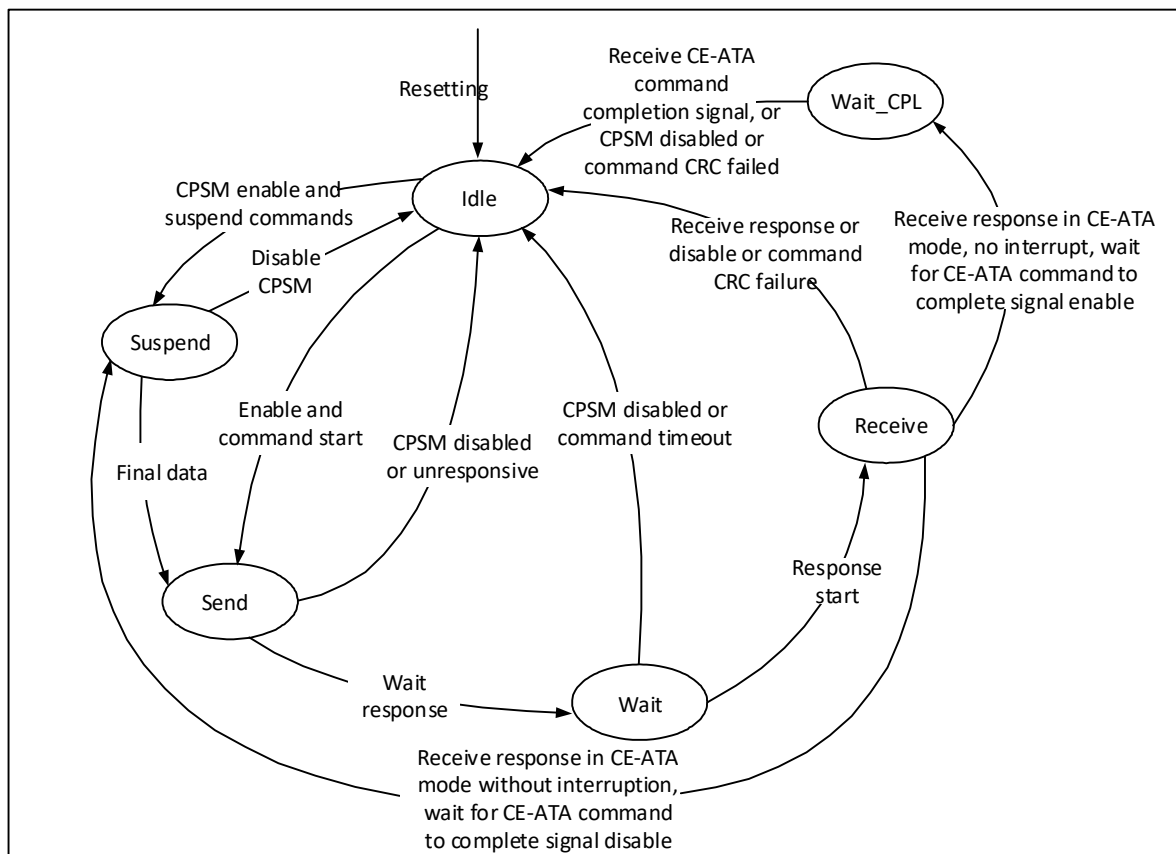 Resetting
Receive CE-ATA
command
completion signal, or
CPSM disabled or
command CRC failed
Wait_CPL
Idle
CPSM enable and
suspend commands
Disable
CPSM
Receive response or
disable or command
CRC failure
Receive response in CE-ATA
mode, no interrupt, wait
for CE-ATA command to
complete signal enable
Suspend
Enable and
command start
CPSM disabled
or unresponsive
CPSM disabled or
command timeout
Receive
Final data
Send
Response
start
Wait
response
Wait
Receive response in CE-ATA
mode without interruption,
wait for CE-ATA command
to complete signal disable